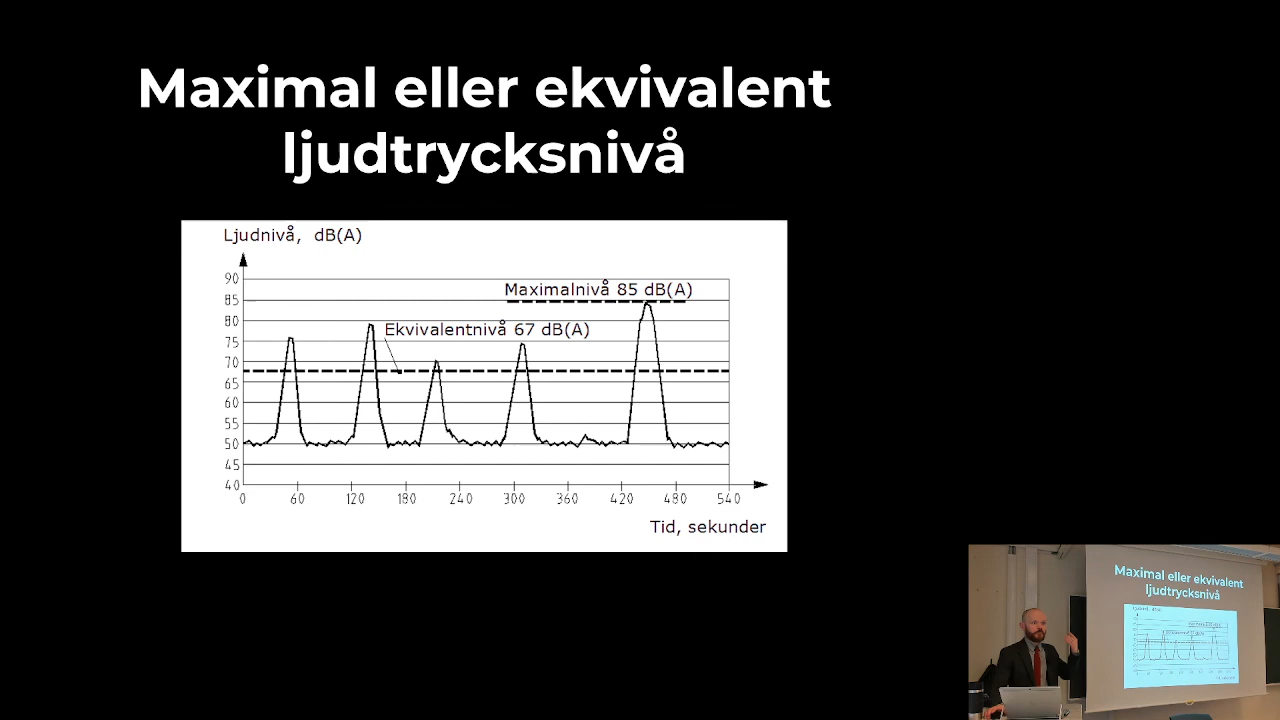 Maximal eller ekvivalent
ljudtrycksnivå
Ljudnivå, dB(A)
90
85
80
75
70
65
60
55
50
45
40
Maximalnivå 85 dB(A)
Ekvivalentnivå 67 dB(A)
0 60 120 180 240 300 360 420 480 540
Tid, sekunder
Maximal eller ekvivalent
ljudtrycksnivå